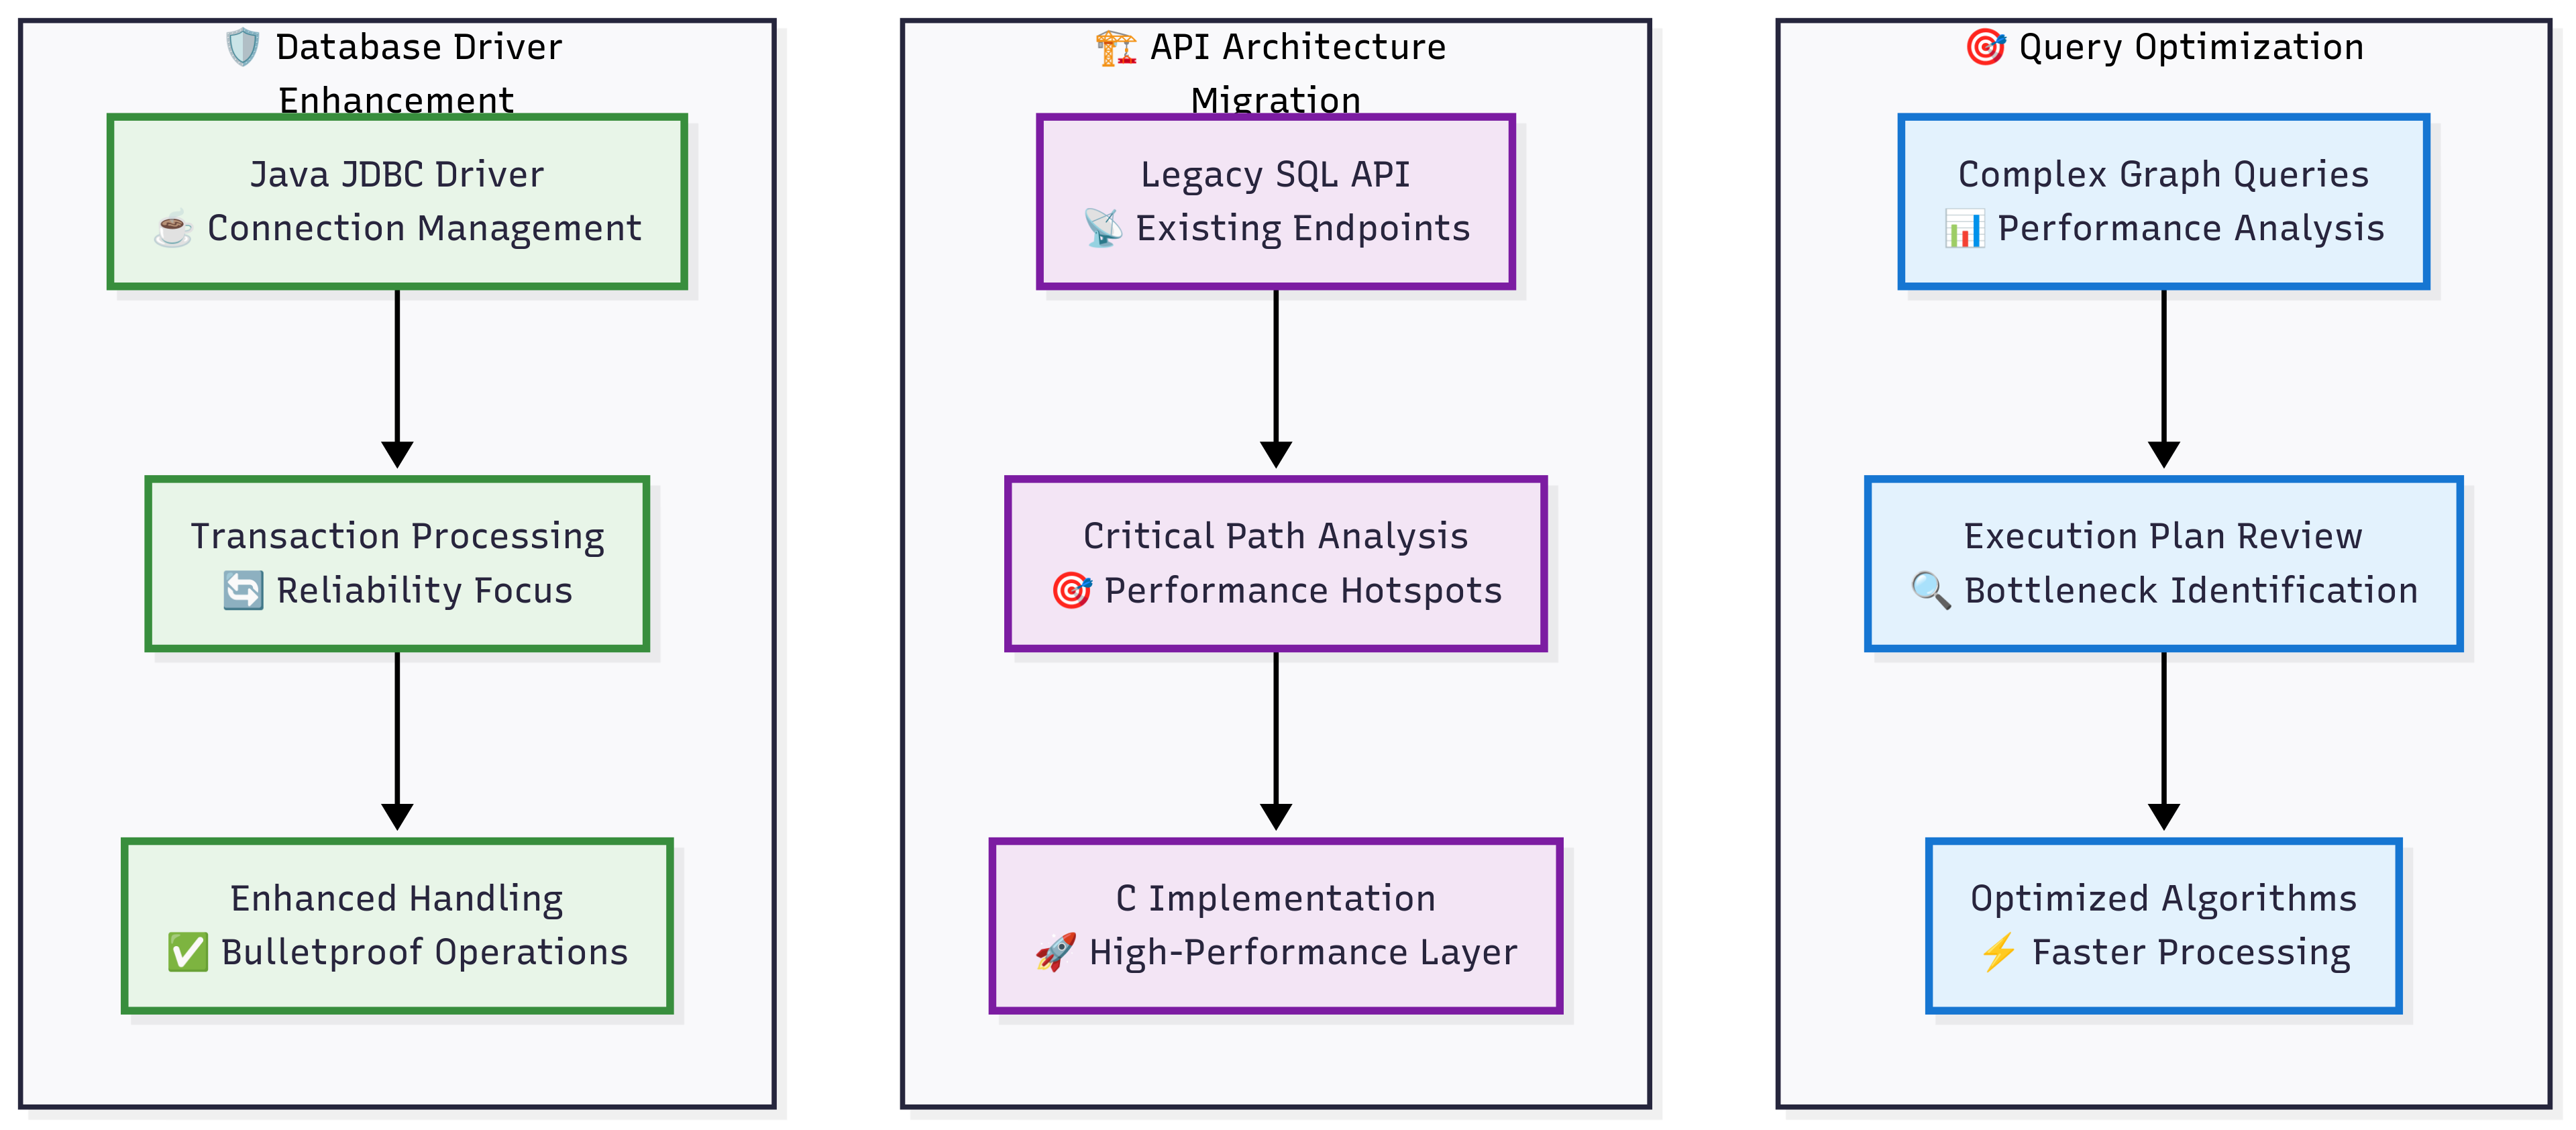 🛡️ Database Driver
Enhancement
Java JDBC Driver
☕ Connection Management
Transaction Processing
🔄 Reliability Focus
Enhanced Handling
✅ Bulletproof Operations
🏗️ API Architecture
Migration
Legacy SQL API
📡 Existing Endpoints
Critical Path Analysis
🎯 Performance Hotspots
C Implementation
🚀 High-Performance Layer
🎯 Query Optimization
Complex Graph Queries
📊 Performance Analysis
Execution Plan Review
🔍 Bottleneck Identification
Optimized Algorithms
⚡ Faster Processing